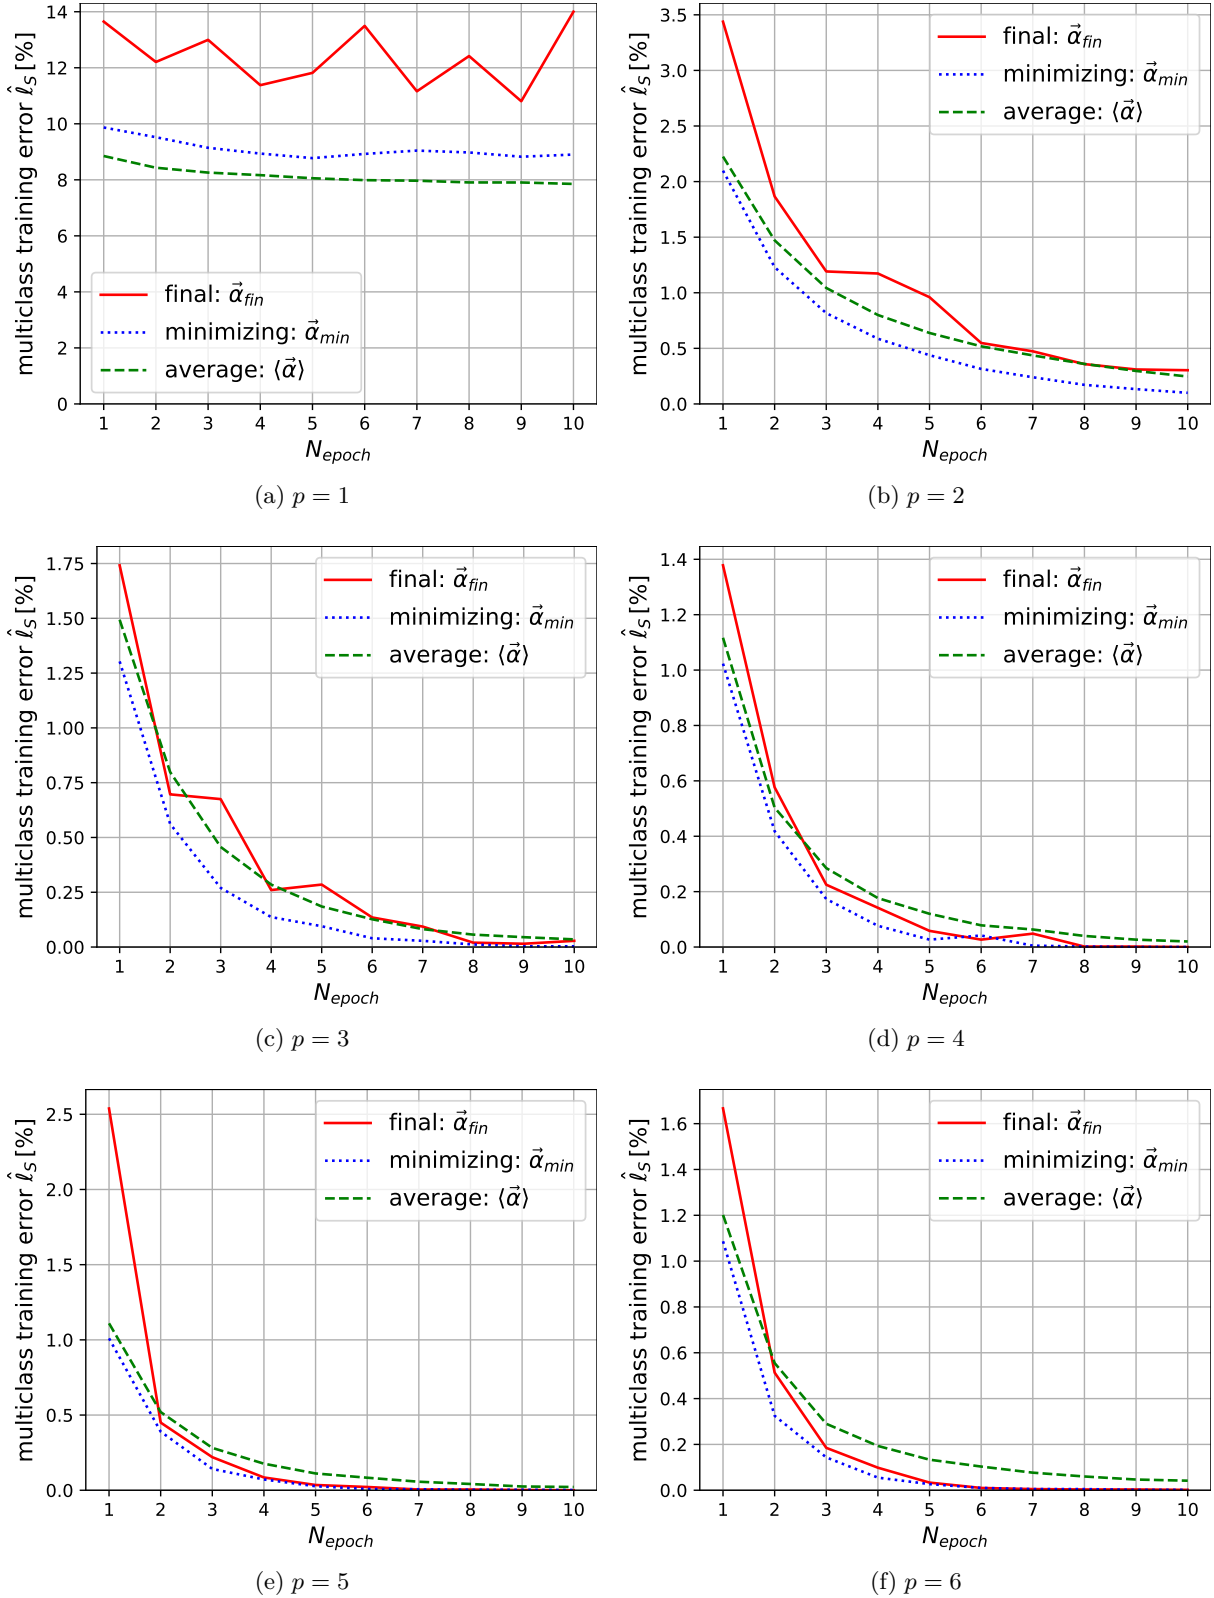 multiclass training error ℓ̂_S [%]
14
12
10
8
6
4
2
0
final: α⃗_fin
minimizing: α⃗_min
average: ⟨α⃗⟩
1 2 3 4 5 6 7 8 9 10
N_epoch
(a) p = 1
multiclass training error ℓ̂_S [%]
3.5
3.0
2.5
2.0
1.5
1.0
0.5
0.0
final: α⃗_fin
minimizing: α⃗_min
average: ⟨α⃗⟩
1 2 3 4 5 6 7 8 9 10
N_epoch
(b) p = 2
multiclass training error ℓ̂_S [%]
1.75
1.50
1.25
1.00
0.75
0.50
0.25
0.00
final: α⃗_fin
minimizing: α⃗_min
average: ⟨α⃗⟩
1 2 3 4 5 6 7 8 9 10
N_epoch
(c) p = 3
multiclass training error ℓ̂_S [%]
1.4
1.2
1.0
0.8
0.6
0.4
0.2
0.0
final: α⃗_fin
minimizing: α⃗_min
average: ⟨α⃗⟩
1 2 3 4 5 6 7 8 9 10
N_epoch
(d) p = 4
multiclass training error ℓ̂_S [%]
2.5
2.0
1.5
1.0
0.5
0.0
final: α⃗_fin
minimizing: α⃗_min
average: ⟨α⃗⟩
1 2 3 4 5 6 7 8 9 10
N_epoch
(e) p = 5
multiclass training error ℓ̂_S [%]
1.6
1.4
1.2
1.0
0.8
0.6
0.4
0.2
0.0
final: α⃗_fin
minimizing: α⃗_min
average: ⟨α⃗⟩
1 2 3 4 5 6 7 8 9 10
N_epoch
(f) p = 6